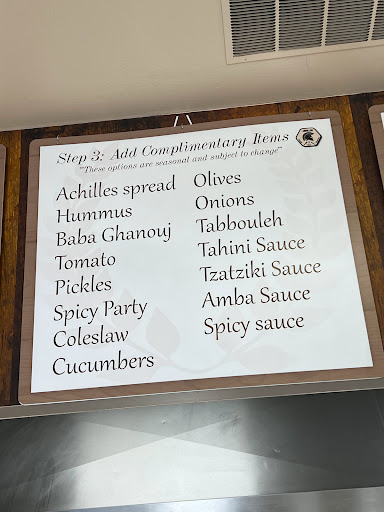 Step 3: Add Complimentary Items
"These options are seasonal and subject to change"
Achilles spread
Hummus
Baba Ghanouj
Tomato
Pickles
Spicy Party
Coleslaw
Cucumbers
Olives
Onions
Tabbouleh
Tahini Sauce
Tzatziki Sauce
Amba Sauce
Spicy sauce